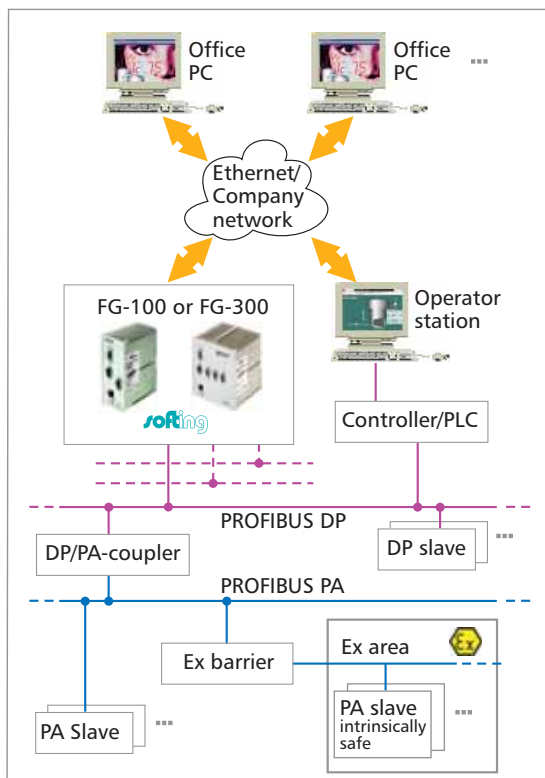 Office
PC
Office
PC
...
Ethernet/
Company
network
FG-100 or FG-300
softing
Operator
station
Controller/PLC
PROFIBUS DP
DP/PA-coupler
DP slave
...
PROFIBUS PA
Ex barrier
Ex area
Ex
PA Slave
...
PA slave
intrinsically
safe
...